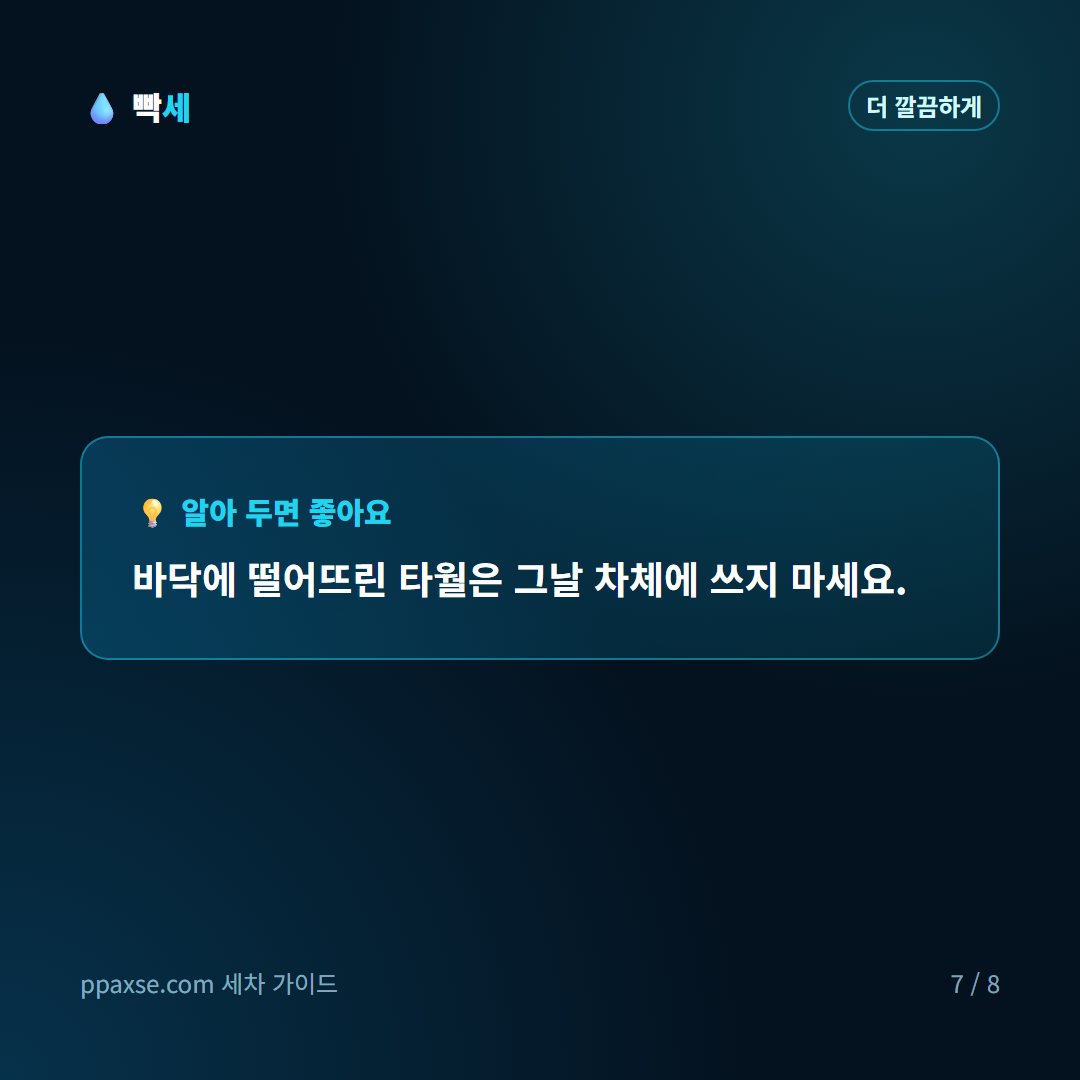 빡세
더 깔끔하게
알아 두면 좋아요
바닥에 떨어뜨린 타월은 그날 차체에 쓰지 마세요.
ppaxse.com 세차 가이드
7 / 8